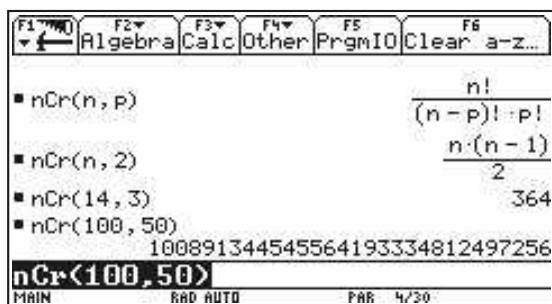 F1 F2 Algebra F3 Calc F4 Other F5 PrgmIO F6 Clear a-z…
▪ nCr(n,p) n! / ((n - p)!·p!)
▪ nCr(n,2) n·(n - 1) / 2
▪ nCr(14,3) 364
▪ nCr(100,50)
100891344545564193334812497256
nCr(100,50)
MAIN RAD AUTO PAR 4/30